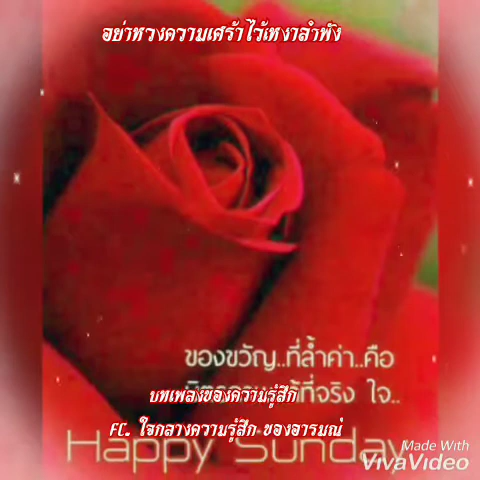 อย่าหวงความเศร้าไว้เหงาลำพัง
ของขวัญ..ที่ล้ำค่า..คือ
ที่จริง ใจ..
บทเพลงของความรู้สึก
FC. ใจกลางความรู้สึก ของอารมณ์
Happy Sunday
Made With
VivaVideo